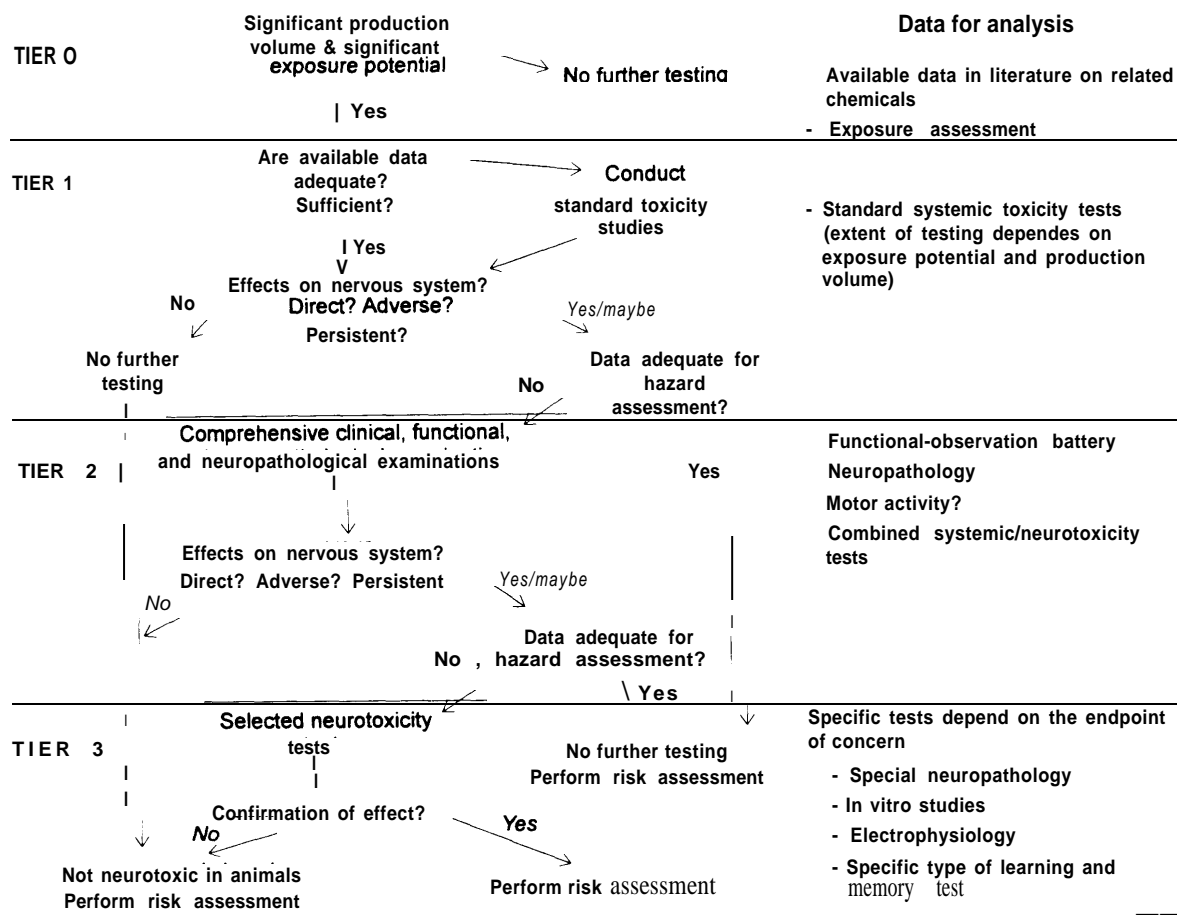 Significant production
volume & significant
exposure potential
Data for analysis
TIER O
No further testing
Available data in literature on related
chemicals
| Yes
- Exposure assessment
Are available data
adequate?
Sufficient?
TIER 1
Conduct
standard toxicity
studies
- Standard systemic toxicity tests
(extent of testing dependes on
exposure potential and production
volume)
I Yes
V
Effects on nervous system?
Direct? Adverse?
Persistent?
No
Yes/maybe
No further
testing
Data adequate for
hazard
assessment?
No
Comprehensive clinical, functional,
and neuropathological examinations
TIER 2
Yes
Functional-observation battery
Neuropathology
Motor activity?
Combined systemic/neurotoxicity
tests
Effects on nervous system?
Direct? Adverse? Persistent
Yes/maybe
No
Data adequate for
No , hazard assessment?
\ Yes
Selected neurotoxicity
tests
TIER 3
No further testing
Perform risk assessment
Specific tests depend on the endpoint
of concern
- Special neuropathology
- In vitro studies
- Electrophysiology
- Specific type of learning and
memory test
Confirmation of effect?
No
Yes
Not neurotoxic in animals
Perform risk assessment
Perform risk assessment